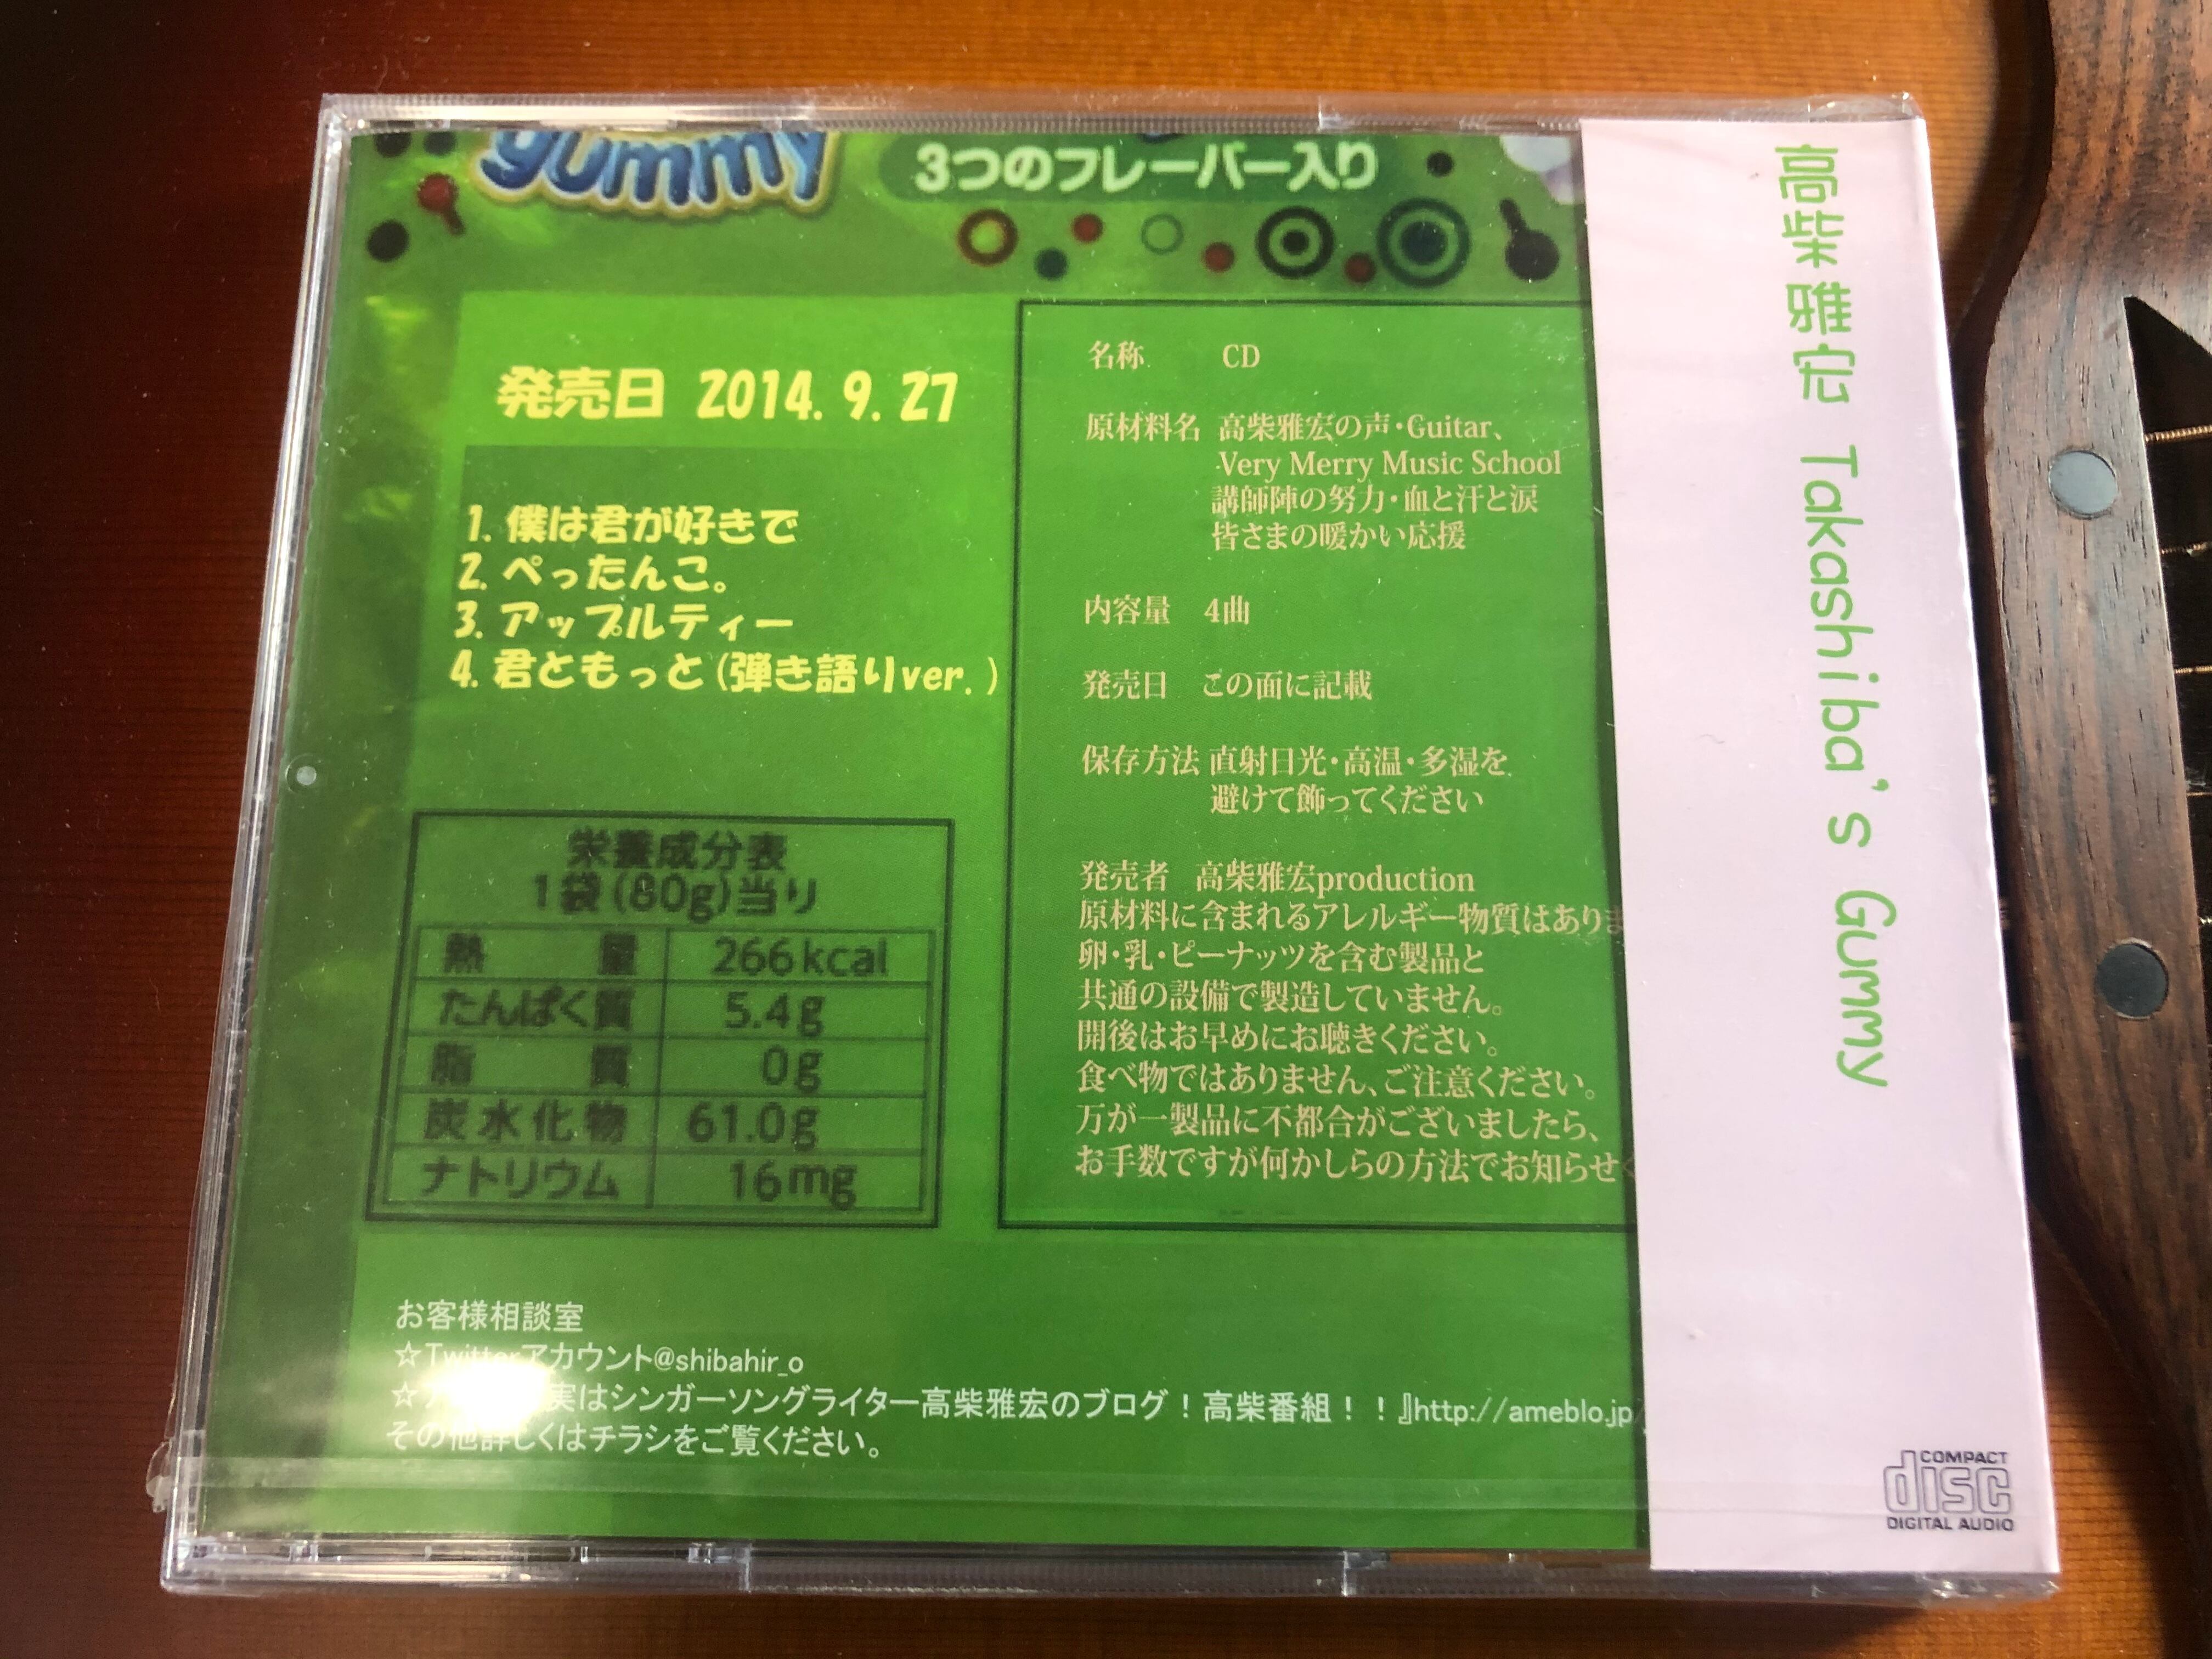 gummy
3つのフレーバー入り
発売日 2014.9.27
1.僕は君が好きで
2.ぺったんこ。
3.アップルティー
4.君ともっと(弾き語りver.)
栄養成分表
1袋(80g)当り
熱量 266kcal
たんぱく質 5.4g
脂質 0g
炭水化物 61.0g
ナトリウム 16mg
名称 CD
原材料名 高柴雅宏の声・Guitar、
Very Merry Music School
講師陣の努力・血と汗と涙
皆さまの暖かい応援
内容量 4曲
発売日 この面に記載
保存方法 直射日光・高温・多湿を
避けて飾ってください
発売者 高柴雅宏production
原材料に含まれるアレルギー物質はありま
卵・乳・ピーナッツを含む製品と
共通の設備で製造していません。
開後はお早めにお聴きください。
食べ物ではありません、ご注意ください。
万が一製品に不都合がございましたら、
お手数ですが何かしらの方法でお知らせく
お客様相談室
☆Twitterアカウント@shibahir_o
☆ 実はシンガーソングライター高柴雅宏のブログ!高柴番組!!』http://ameblo.jp/
その他詳しくはチラシをご覧ください。
高柴雅宏 Takashiba's Gummy
COMPACT
disc
DIGITAL AUDIO